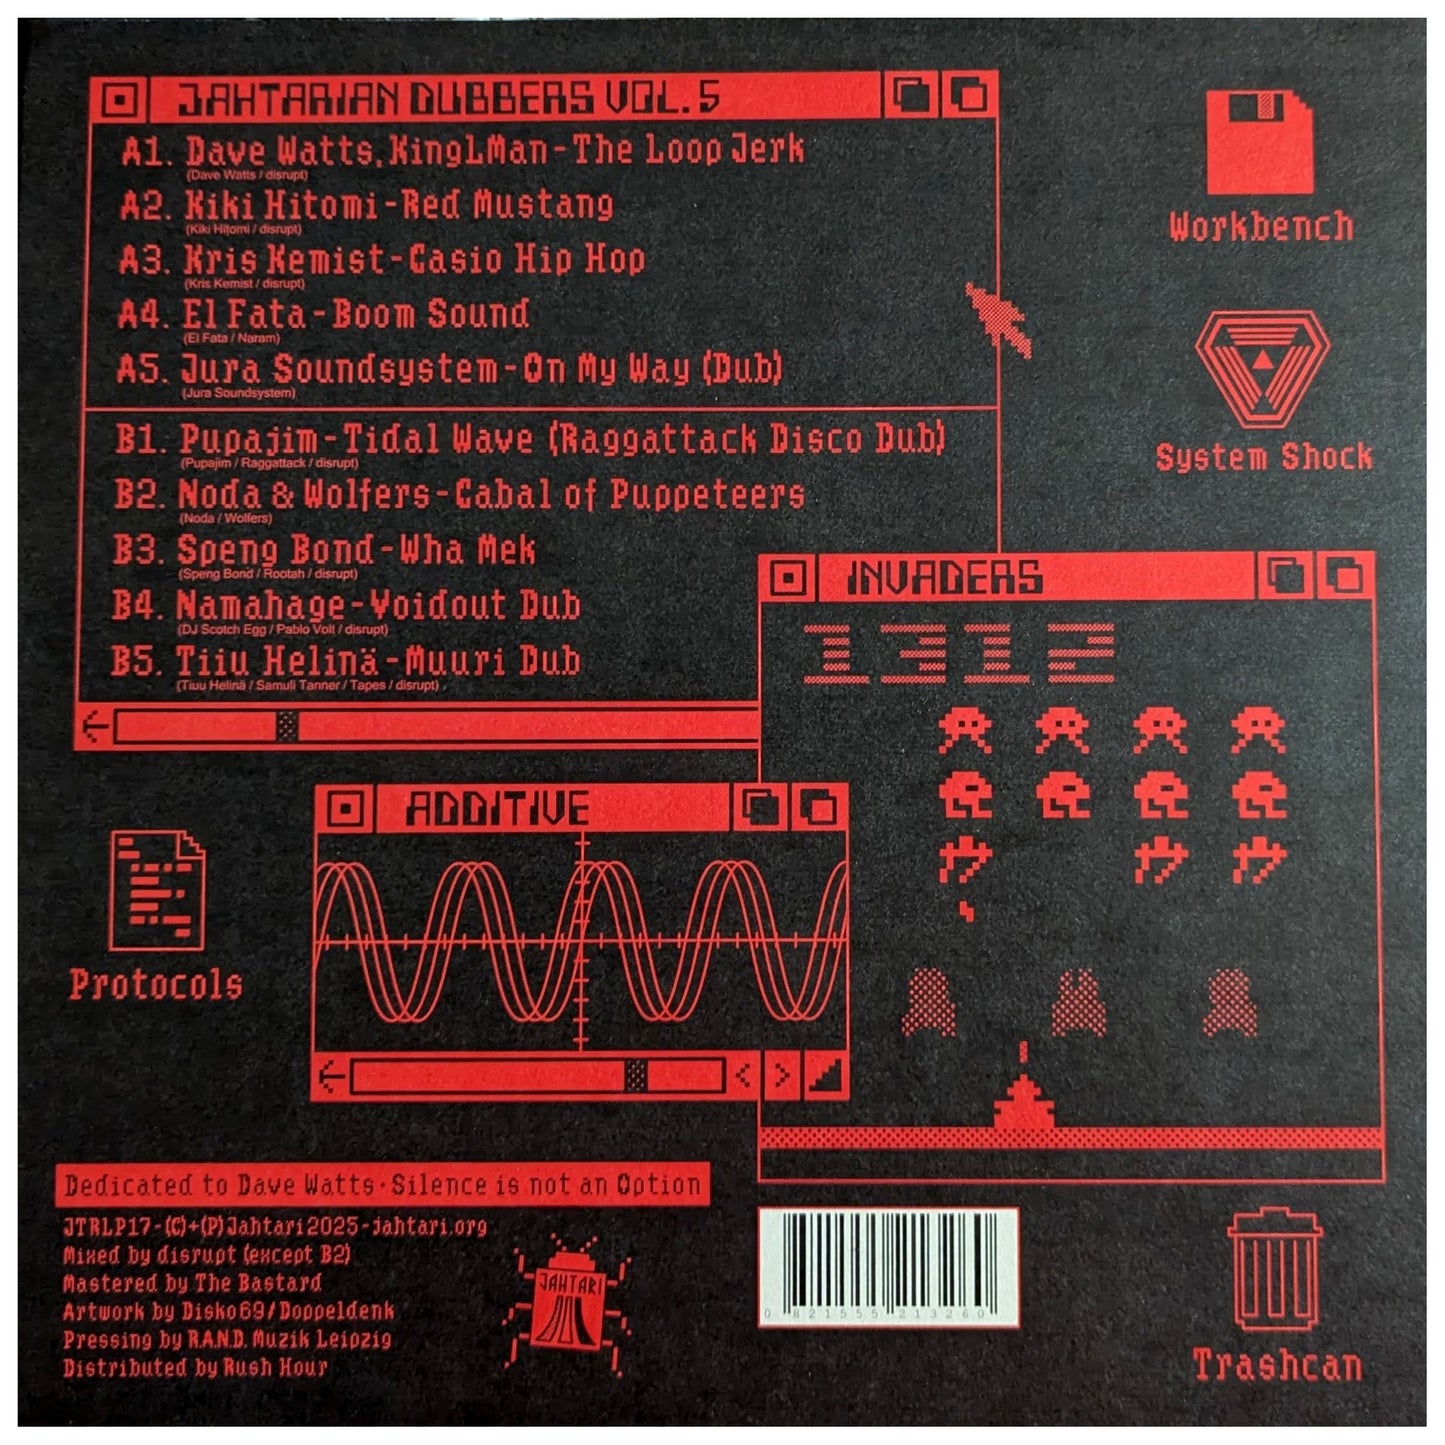 JAHTARIAN DUBBERS VOL. 5
A1. Dave Watts, KingLMan - The Loop Jerk
(Dave Watts / disrupt)
A2. Kiki Hitomi - Red Mustang
(Kiki Hitomi / disrupt)
A3. Kris Kemist - Casio Hip Hop
(Kris Kemist / disrupt)
A4. El Fata - Boom Sound
(El Fata / Naram)
A5. Jura Soundsystem - On My Way (Dub)
(Jura Soundsystem)
B1. Pupajim - Tidal Wave (Raggattack Disco Dub)
(Pupajim / Raggattack / disrupt)
B2. Noda & Wolfers - Cabal of Puppeteers
(Noda / Wolfers)
B3. Speng Bond - Wha Mek
(Speng Bond / Rootah / disrupt)
B4. Namahage - Voidout Dub
(DJ Scotch Egg / Pablo Volt / disrupt)
B5. Tiiu Helinä - Muuri Dub
(Tiuu Helinä / Samuli Tanner / Tapes / disrupt)
Workbench
System Shock
INVADERS
1312
ADDITIVE
Protocols
Dedicated to Dave Watts · Silence is not an Option
JTRLP17 - (C)+(P) Jahtari 2025 - jahtari.org
Mixed by disrupt (except B2)
Mastered by The Bastard
Artwork by Disko69/Doppeldenk
Pressing by R.A.N.D. Muzik Leipzig
Distributed by Rush Hour
JAHTARI
0 821555 213260
Trashcan